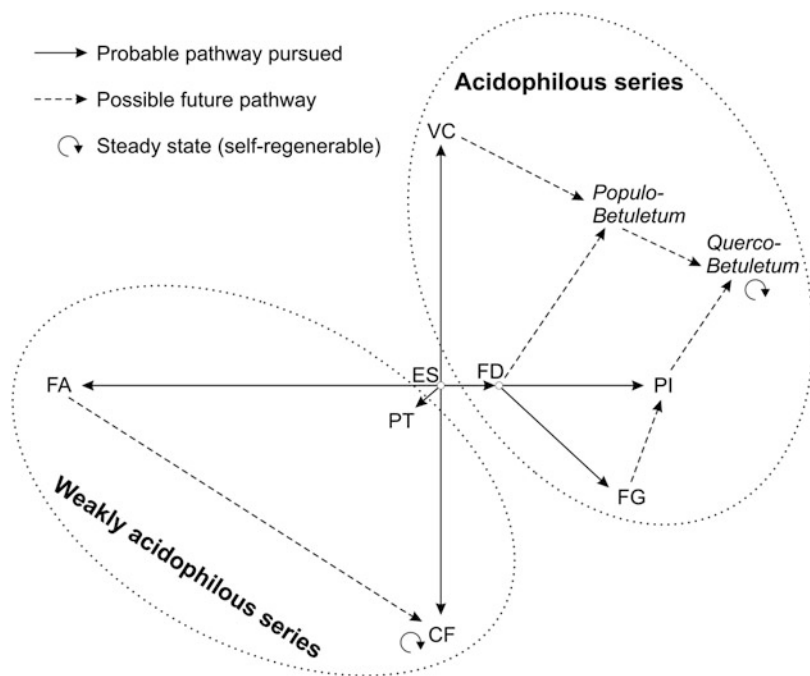 Probable pathway pursued
Possible future pathway
Steady state (self-regenerable)
Acidophilous series
VC
Populo-
Betuletum
Querco-
Betuletum
FA
ES
FD
PI
PT
FG
Weakly acidophilous series
CF